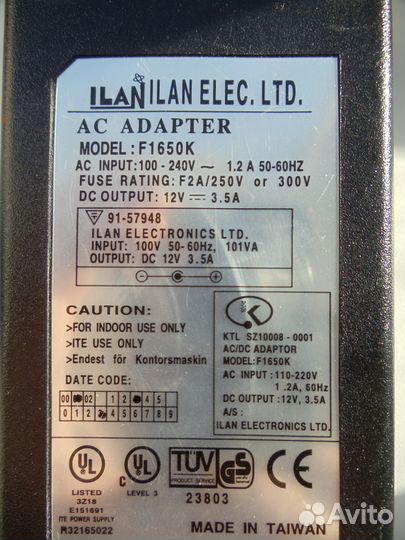 ILAN ILAN ELEC. LTD.
AC ADAPTER
MODEL: F1650K
AC INPUT: 100 - 240V ~ 1.2 A 50-60HZ
FUSE RATING: F2A/250V or 300V
DC OUTPUT: 12V ⎓ 3.5A
91-57948
ILAN ELECTRONICS LTD.
INPUT: 100V 50-60Hz, 101VA
OUTPUT: DC 12V 3.5A
CAUTION:
>FOR INDOOR USE ONLY
>ITE USE ONLY
>Endest för Kontorsmaskin
DATE CODE:
00 02 1 2 4 5
0 1 2 4 5 6 7 8 9
KTL SZ10008 - 0001
AC/DC ADAPTOR
MODEL: F1650K
AC INPUT: 110-220V
1.2A, 60Hz
DC OUTPUT: 12V, 3.5A
A/S:
ILAN ELECTRONICS LTD.
UL
LISTED
3Z18
E151691
ITE POWER SUPPLY
R32165022
C UL
LEVEL 3
TÜV
GS
23803
MADE IN TAIWAN
Avito